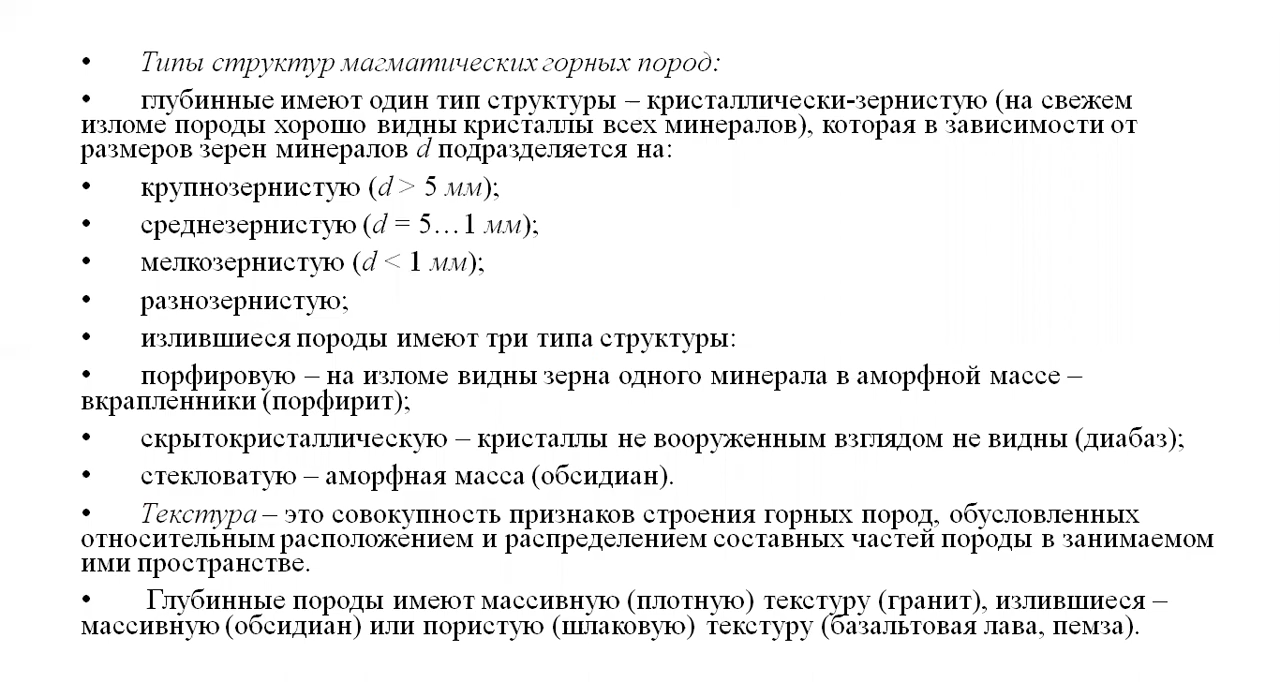 • Типы структур магматических горных пород:
• глубинные имеют один тип структуры – кристаллически-зернистую (на свежем
изломе породы хорошо видны кристаллы всех минералов), которая в зависимости от
размеров зерен минералов d подразделяется на:
• крупнозернистую (d > 5 мм);
• среднезернистую (d = 5…1 мм);
• мелкозернистую (d < 1 мм);
• разнозернистую;
• излившиеся породы имеют три типа структуры:
• порфировую – на изломе видны зерна одного минерала в аморфной массе –
вкрапленники (порфирит);
• скрытокристаллическую – кристаллы не вооруженным взглядом не видны (диабаз);
• стекловатую – аморфная масса (обсидиан).
• Текстура – это совокупность признаков строения горных пород, обусловленных
относительным расположением и распределением составных частей породы в занимаемом
ими пространстве.
• Глубинные породы имеют массивную (плотную) текстуру (гранит), излившиеся –
массивную (обсидиан) или пористую (шлаковую) текстуру (базальтовая лава, пемза).